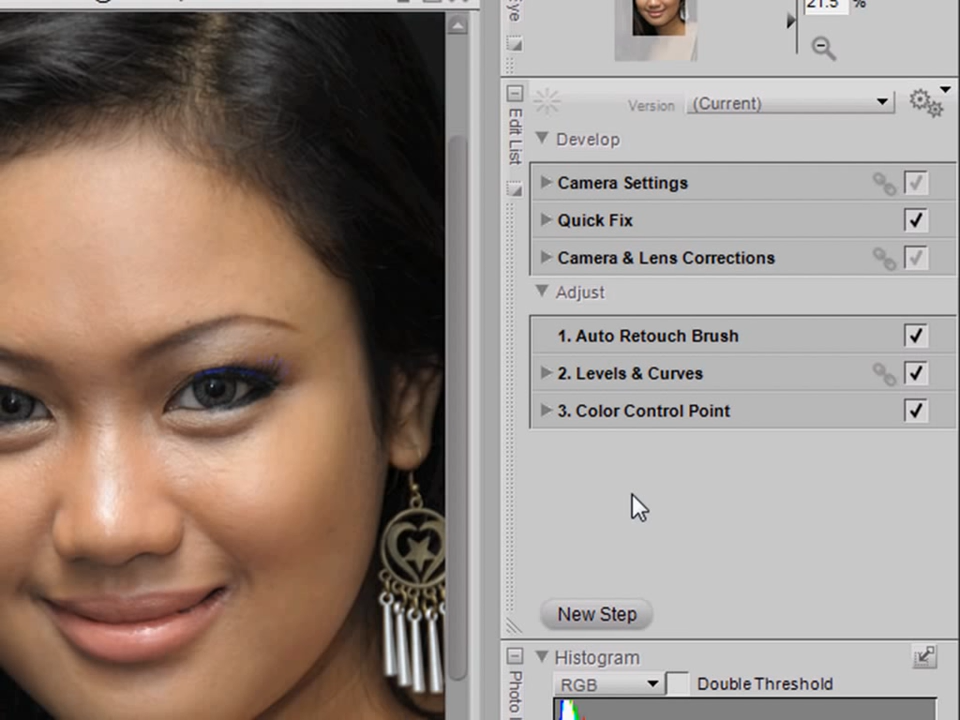 21.5 %
Eye
Edit List
Version (Current)
Develop
Camera Settings
Quick Fix
Camera & Lens Corrections
Adjust
1. Auto Retouch Brush
2. Levels & Curves
3. Color Control Point
New Step
Histogram
RGB Double Threshold
Photo